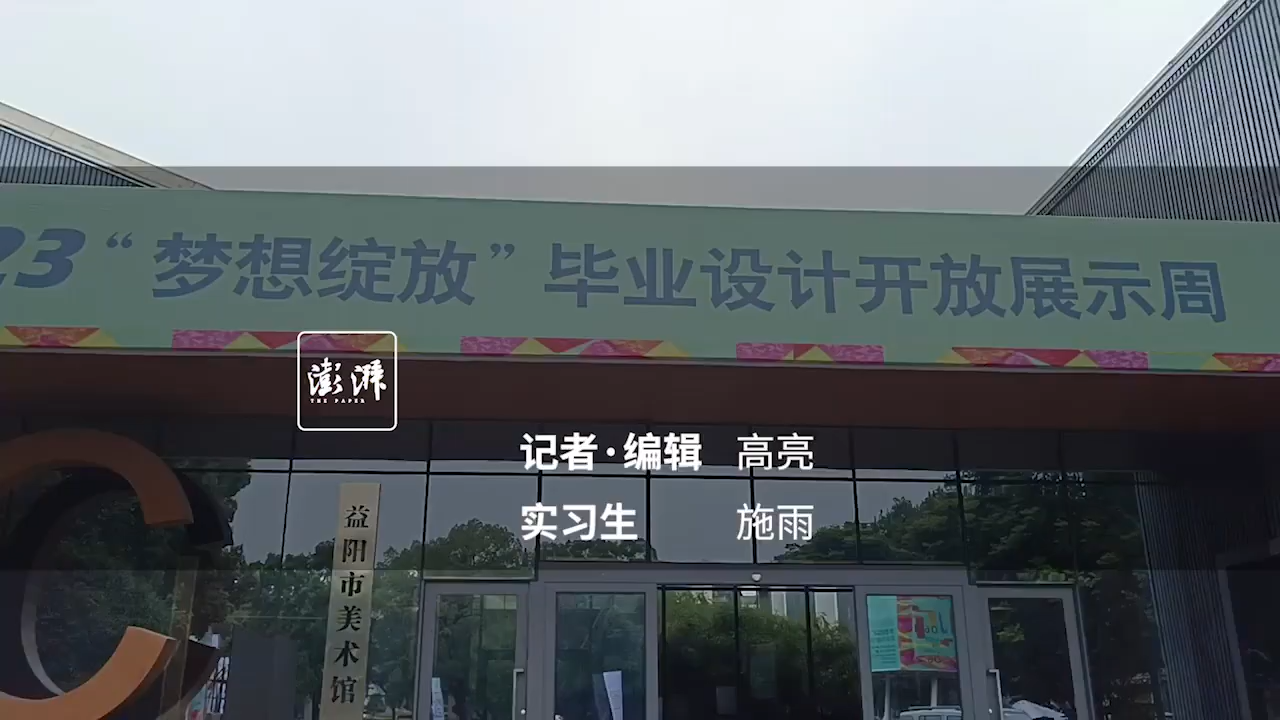 23“梦想绽放”毕业设计开放展示周
澎湃
THE PAPER
记者·编辑 高亮
实习生 施雨
益阳市美术馆